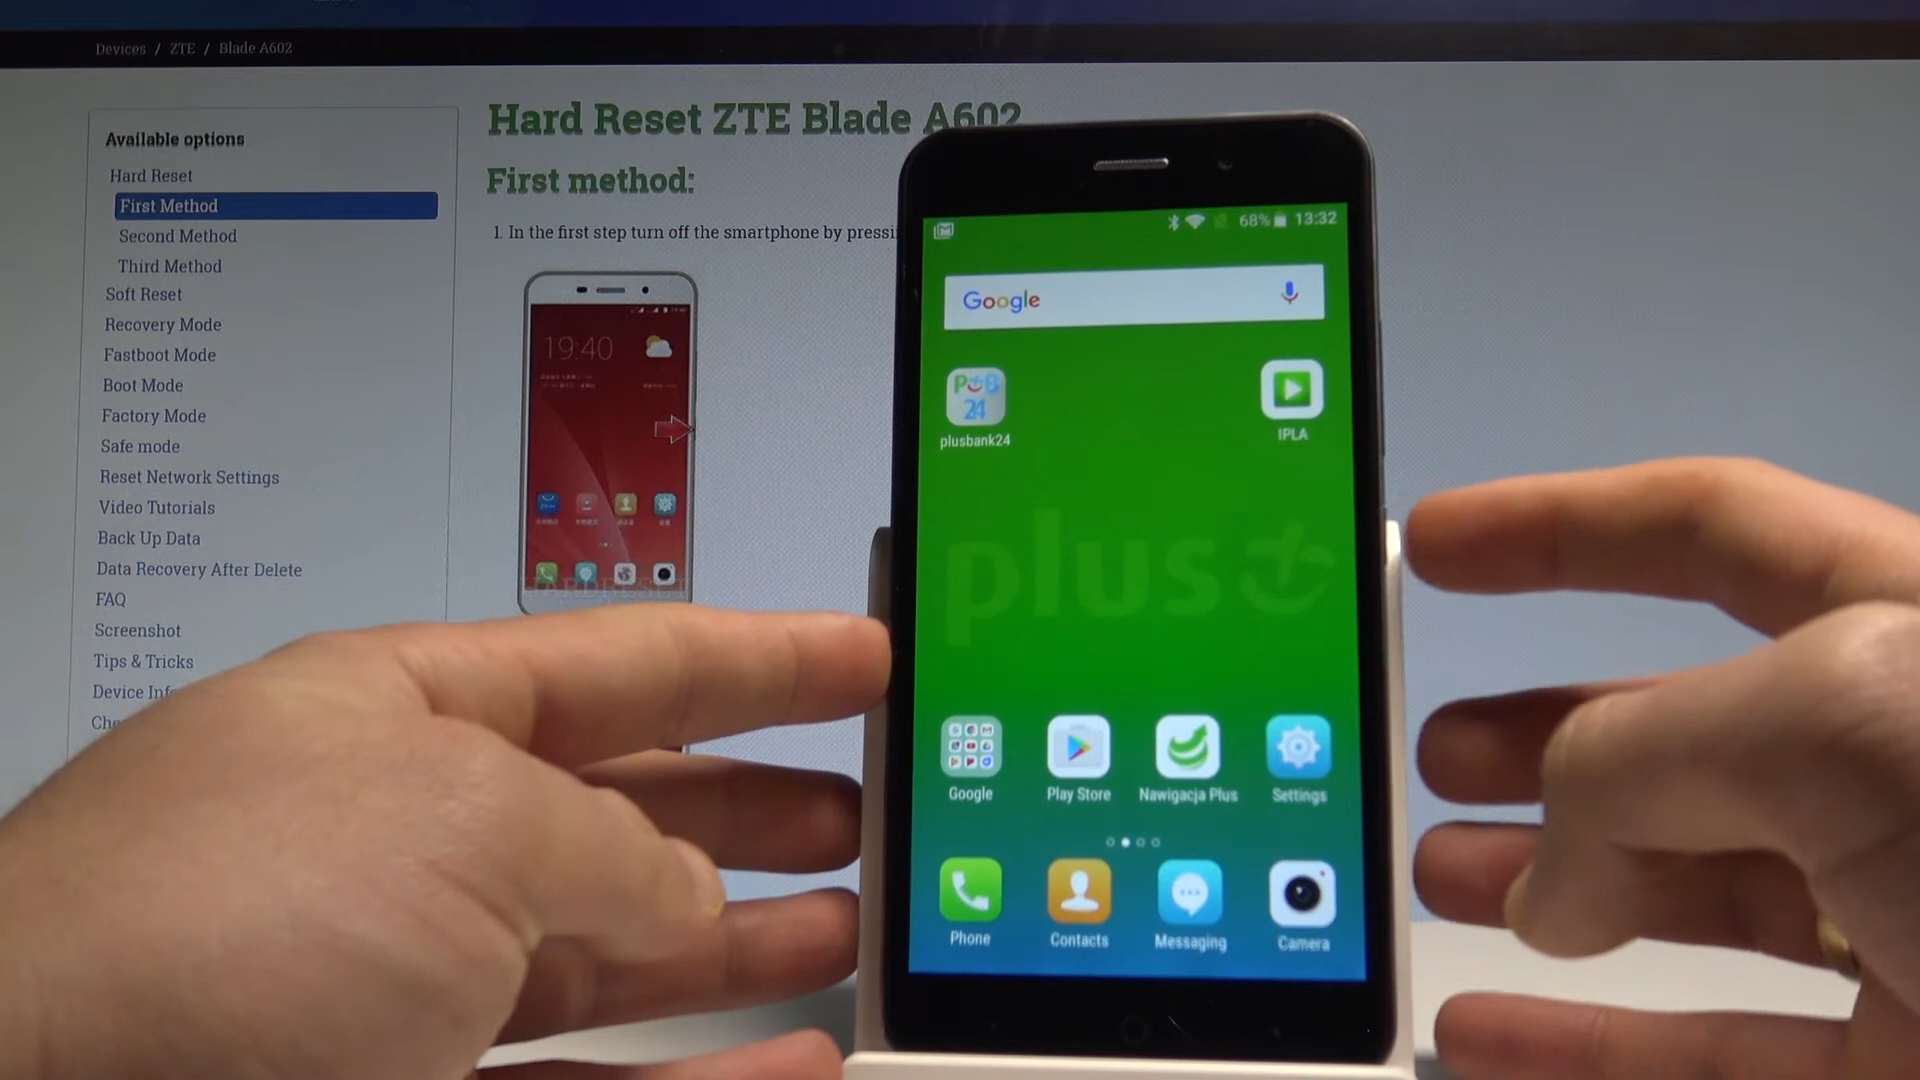 Devices / ZTE / Blade A602
Available options
Hard Reset
First Method
Second Method
Third Method
Soft Reset
Recovery Mode
Fastboot Mode
Boot Mode
Factory Mode
Safe mode
Reset Network Settings
Video Tutorials
Back Up Data
Data Recovery After Delete
FAQ
Screenshot
Tips & Tricks
Device Info
Hard Reset ZTE Blade A602
First method:
1. In the first step turn off the smartphone by pressi
19:40
HARDRESET
68% 13:32
Google
P+B
24
plusbank24
IPLA
plus
Google
Play Store
Nawigacja Plus
Settings
Phone
Contacts
Messaging
Camera